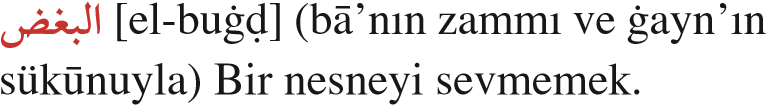 البغض [el-buġḍ] (bā’nın zammı ve ġayn’ın
sükūnuyla) Bir nesneyi sevmemek.